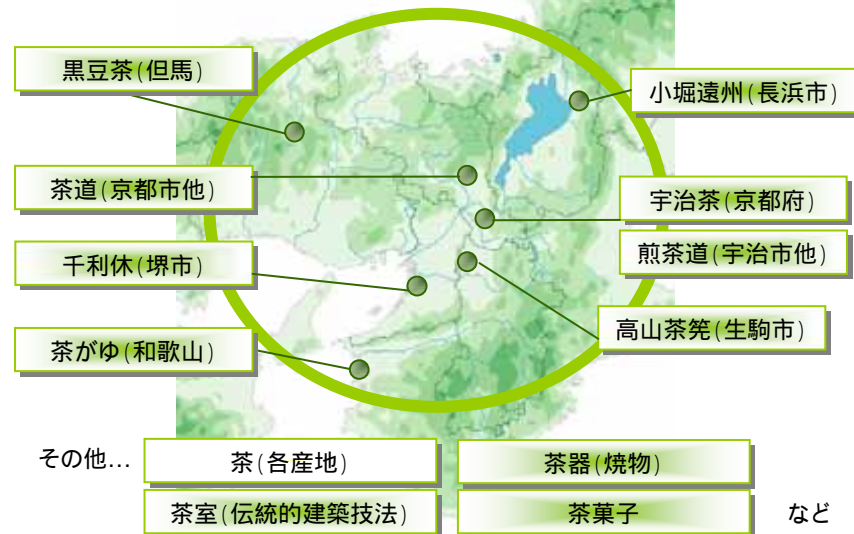 黒豆茶(但馬)
小堀遠州(長浜市)
茶道(京都市他)
宇治茶(京都府)
煎茶道(宇治市他)
千利休(堺市)
高山茶筅(生駒市)
茶がゆ(和歌山)
その他…
茶(各産地)
茶器(焼物)
茶室(伝統的建築技法)
茶菓子
など